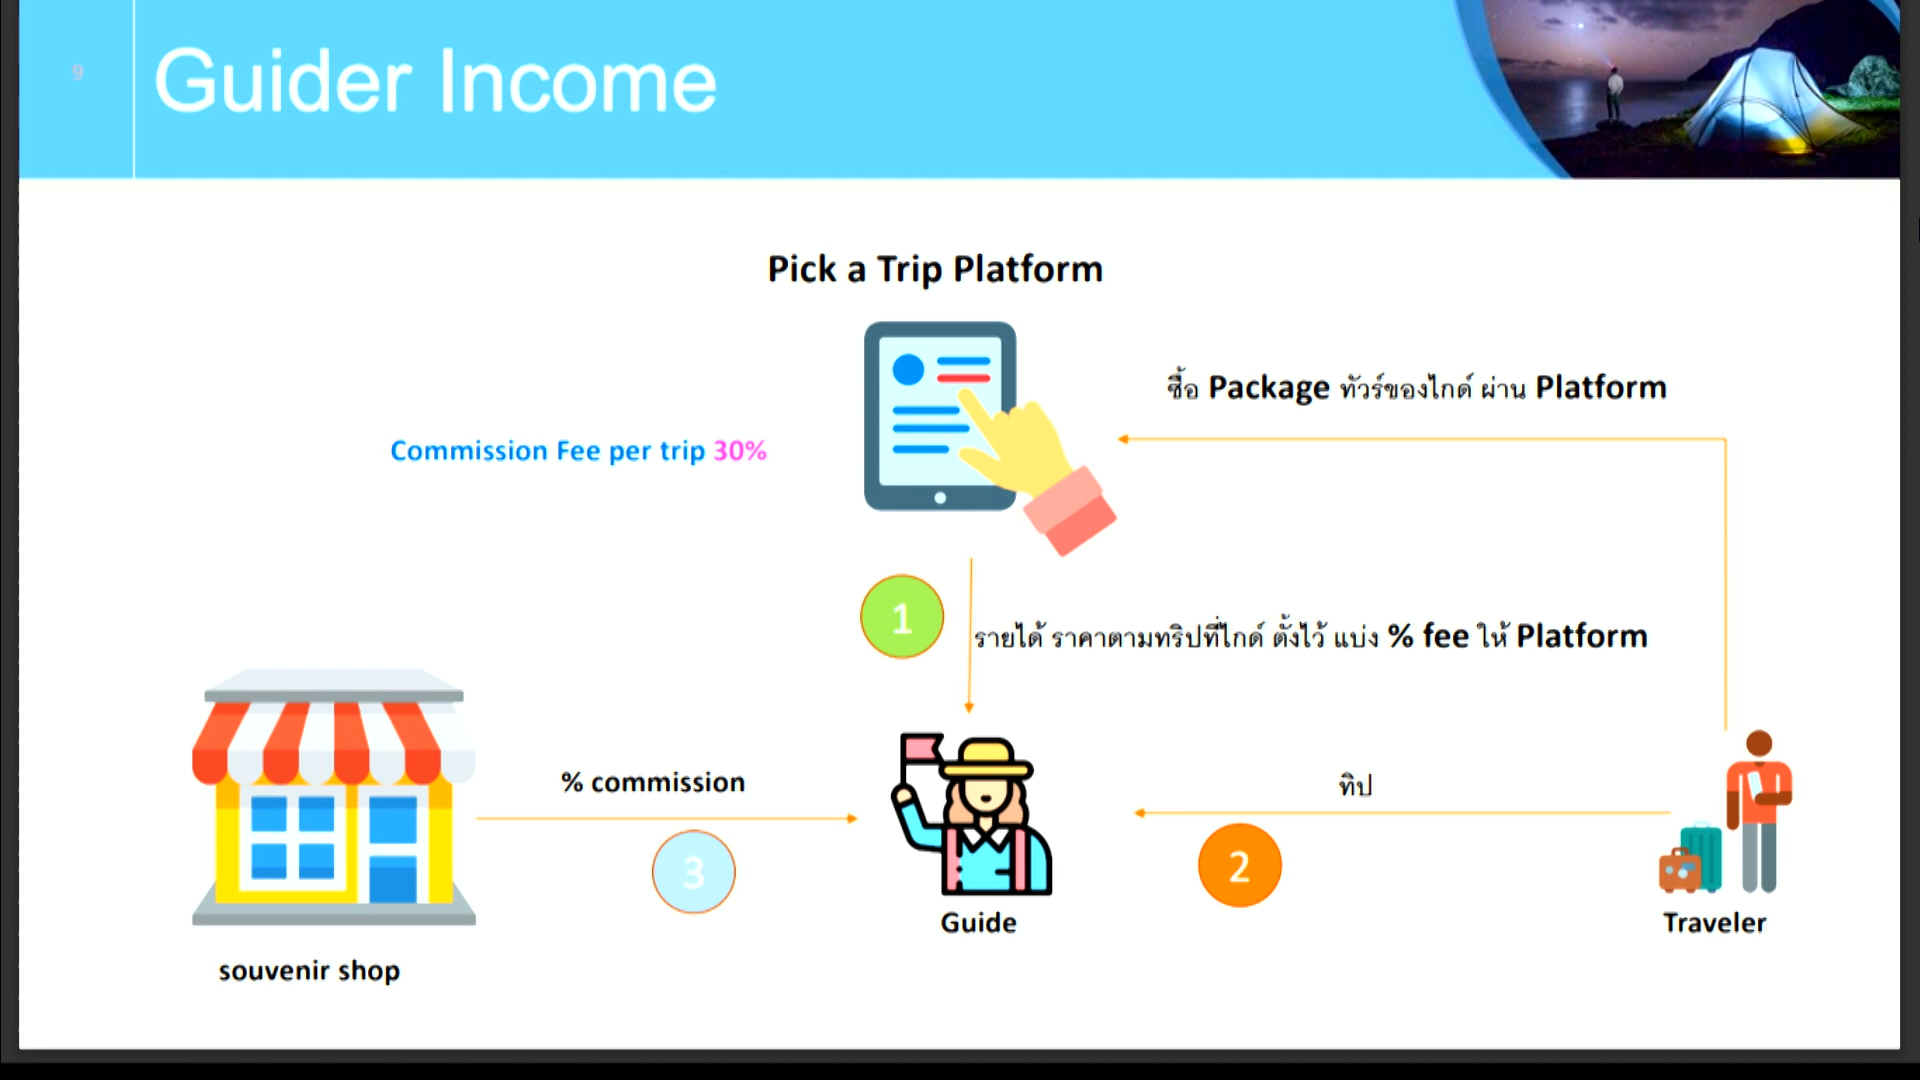 9
Guider Income
Pick a Trip Platform
ซื้อ Package ทัวร์ของไกด์ ผ่าน Platform
Commission Fee per trip 30%
1
รายได้ ราคาตามทริปที่ไกด์ ตั้งไว้ แบ่ง % fee ให้ Platform
% commission
ทิป
3
2
Guide
Traveler
souvenir shop